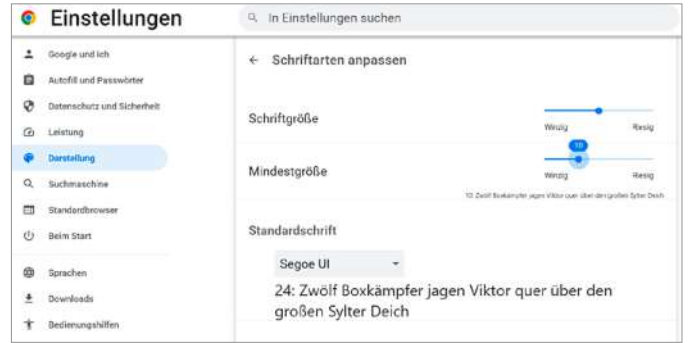 Einstellungen
In Einstellungen suchen
Google und ich
Autofill und Passwörter
Datenschutz und Sicherheit
Leistung
Darstellung
Suchmaschine
Standardbrowser
Beim Start
Sprachen
Downloads
Bedienungshilfen
Schriftarten anpassen
Schriftgröße
Winzig Riesig
10
Mindestgröße
Winzig Riesig
10: Zwölf Boxkämpfer jagen Viktor quer über den großen Sylter Deich
Standardschrift
Segoe UI
24: Zwölf Boxkämpfer jagen Viktor quer über den
großen Sylter Deich